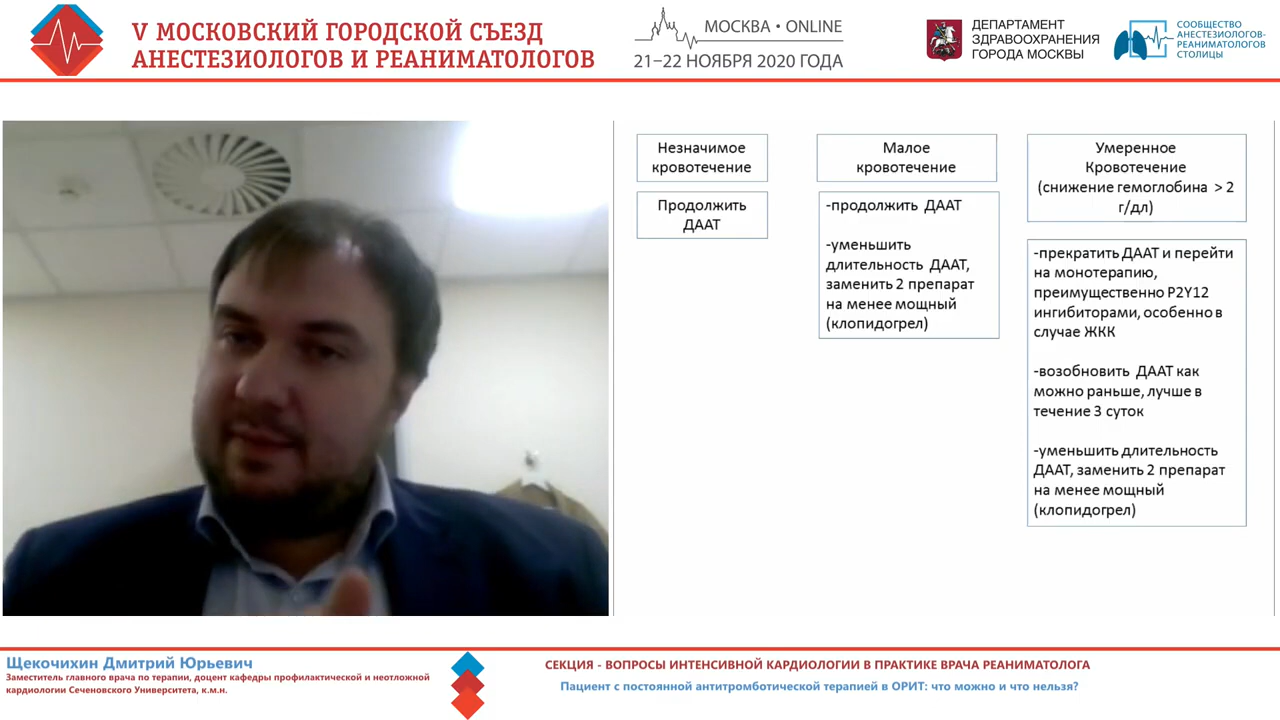 V МОСКОВСКИЙ ГОРОДСКОЙ СЪЕЗД
АНЕСТЕЗИОЛОГОВ И РЕАНИМАТОЛОГОВ
МОСКВА • ONLINE
21–22 НОЯБРЯ 2020 ГОДА
ДЕПАРТАМЕНТ
ЗДРАВООХРАНЕНИЯ
ГОРОДА МОСКВЫ
СООБЩЕСТВО
АНЕСТЕЗИОЛОГОВ-
РЕАНИМАТОЛОГОВ
СТОЛИЦЫ
Незначимое
кровотечение
Продолжить
ДААТ
Малое
кровотечение
-продолжить ДААТ
-уменьшить
длительность ДААТ,
заменить 2 препарат
на менее мощный
(клопидогрел)
Умеренное
Кровотечение
(снижение гемоглобина > 2
г/дл)
-прекратить ДААТ и перейти
на монотерапию,
преимущественно P2Y12
ингибиторами, особенно в
случае ЖКК
-возобновить ДААТ как
можно раньше, лучше в
течение 3 суток
-уменьшить длительность
ДААТ, заменить 2 препарат
на менее мощный
(клопидогрел)
Щекочихин Дмитрий Юрьевич
Заместитель главного врача по терапии, доцент кафедры профилактической и неотложной
кардиологии Сеченовского Университета, к.м.н.
СЕКЦИЯ - ВОПРОСЫ ИНТЕНСИВНОЙ КАРДИОЛОГИИ В ПРАКТИКЕ ВРАЧА РЕАНИМАТОЛОГА
Пациент с постоянной антитромботической терапией в ОРИТ: что можно и что нельзя?